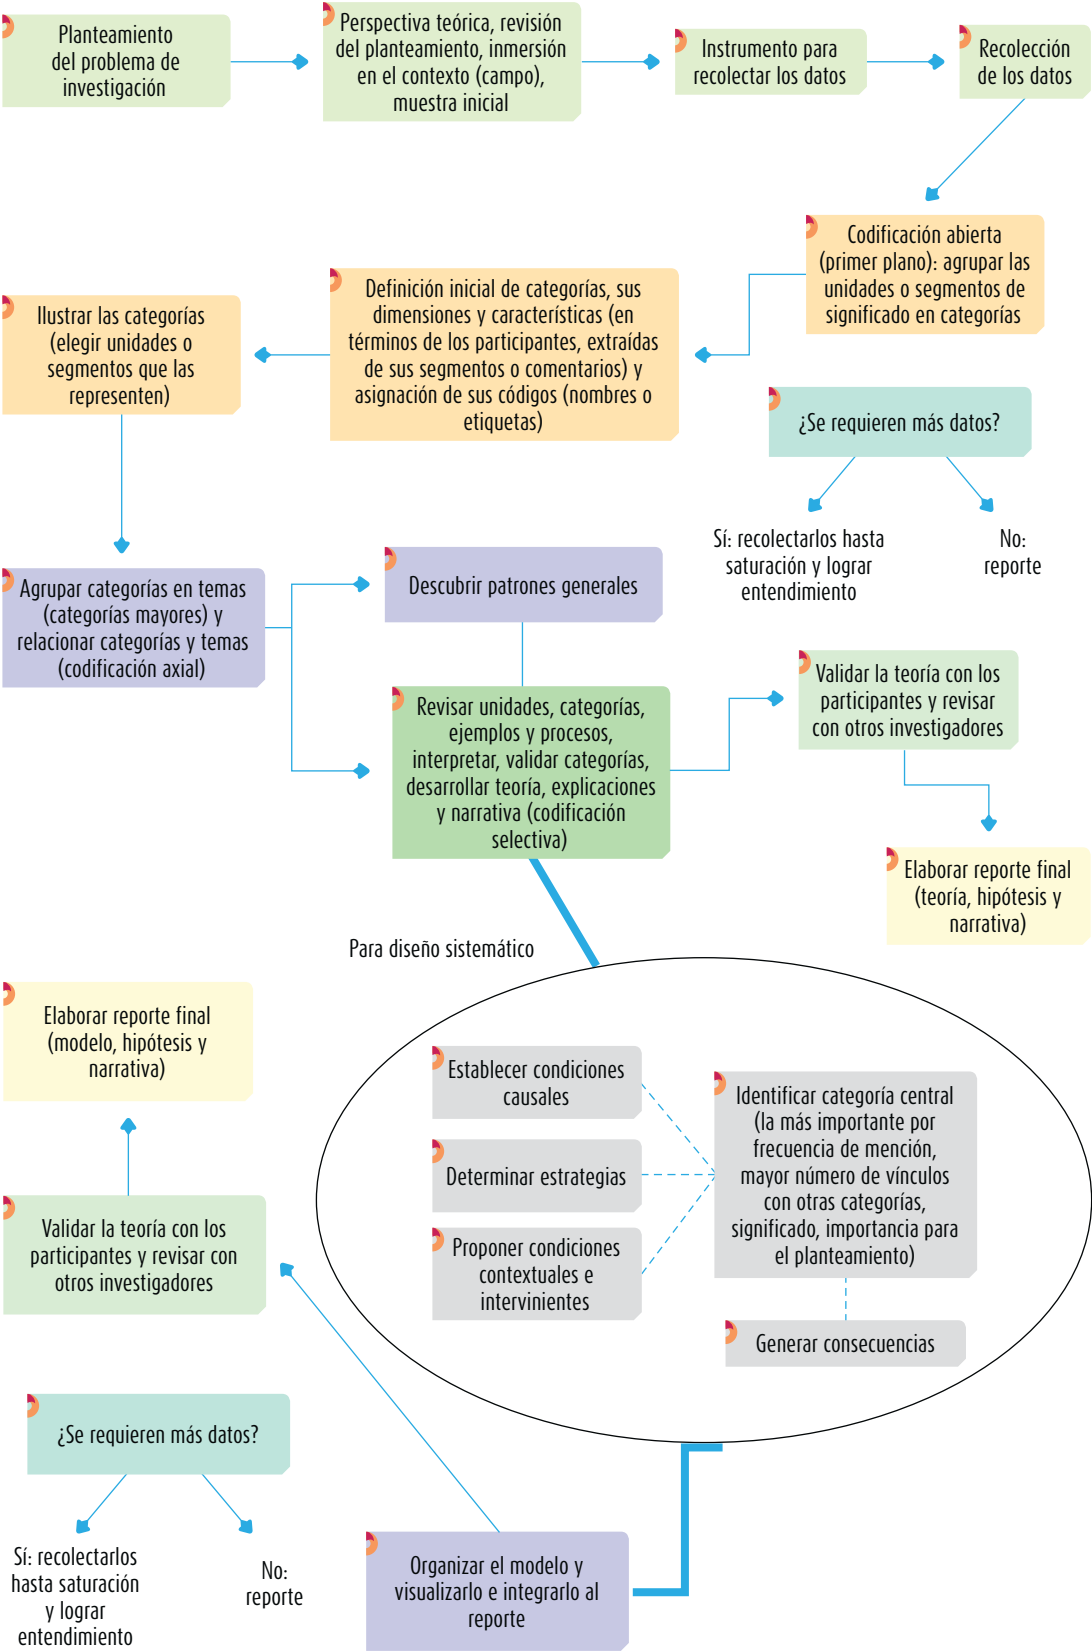 Planteamiento
del problema de
investigación
Perspectiva teórica, revisión
del planteamiento, inmersión
en el contexto (campo),
muestra inicial
Instrumento para
recolectar los datos
Recolección
de los datos
Codificación abierta
(primer plano): agrupar las
unidades o segmentos de
significado en categorías
Definición inicial de categorías, sus
dimensiones y características (en
términos de los participantes, extraídas
de sus segmentos o comentarios) y
asignación de sus códigos (nombres o
etiquetas)
Ilustrar las categorías
(elegir unidades o
segmentos que las
representen)
¿Se requieren más datos?
Sí: recolectarlos hasta
saturación y lograr
entendimiento
No:
reporte
Agrupar categorías en temas
(categorías mayores) y
relacionar categorías y temas
(codificación axial)
Descubrir patrones generales
Revisar unidades, categorías,
ejemplos y procesos,
interpretar, validar categorías,
desarrollar teoría, explicaciones
y narrativa (codificación
selectiva)
Validar la teoría con los
participantes y revisar
con otros investigadores
Elaborar reporte final
(teoría, hipótesis y
narrativa)
Para diseño sistemático
Establecer condiciones
causales
Determinar estrategias
Proponer condiciones
contextuales e
intervinientes
Identificar categoría central
(la más importante por
frecuencia de mención,
mayor número de vínculos
con otras categorías,
significado, importancia para
el planteamiento)
Generar consecuencias
Elaborar reporte final
(modelo, hipótesis y
narrativa)
Validar la teoría con los
participantes y revisar con
otros investigadores
¿Se requieren más datos?
Sí: recolectarlos
hasta saturación
y lograr
entendimiento
No:
reporte
Organizar el modelo y
visualizarlo e integrarlo al
reporte